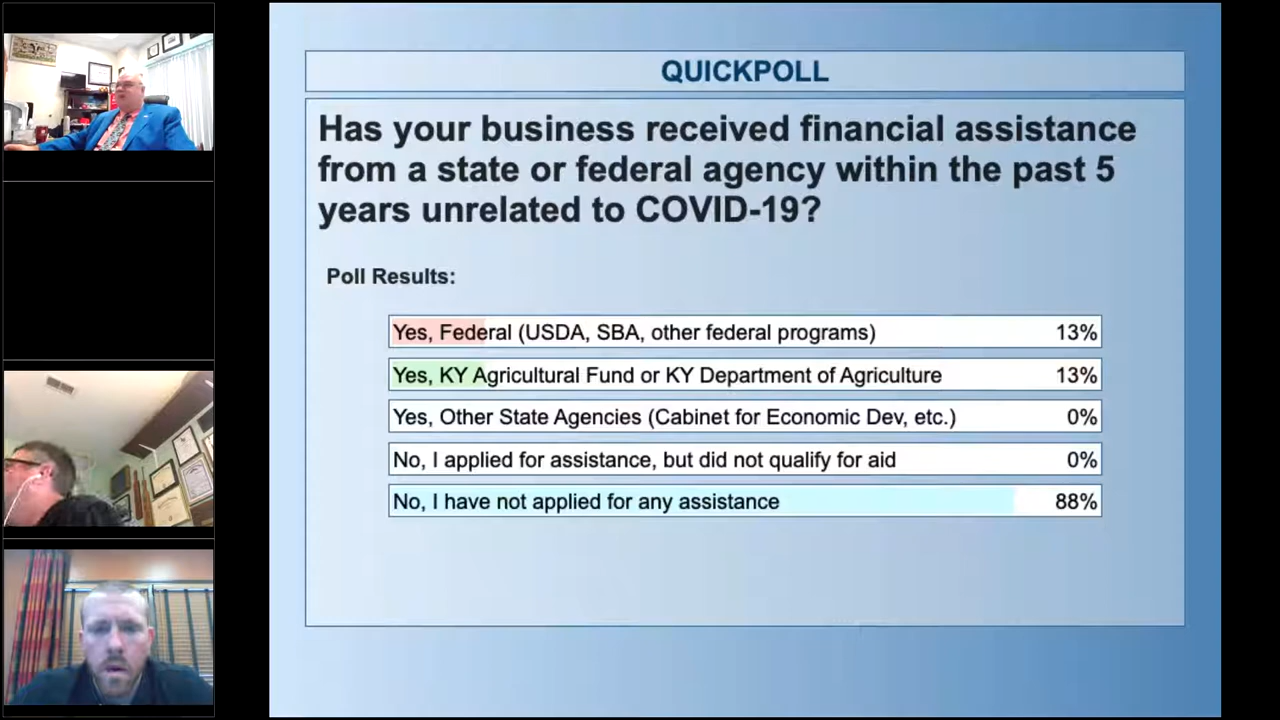 QUICKPOLL
Has your business received financial assistance
from a state or federal agency within the past 5
years unrelated to COVID-19?
Poll Results:
Yes, Federal (USDA, SBA, other federal programs) 13%
Yes, KY Agricultural Fund or KY Department of Agriculture 13%
Yes, Other State Agencies (Cabinet for Economic Dev, etc.) 0%
No, I applied for assistance, but did not qualify for aid 0%
No, I have not applied for any assistance 88%